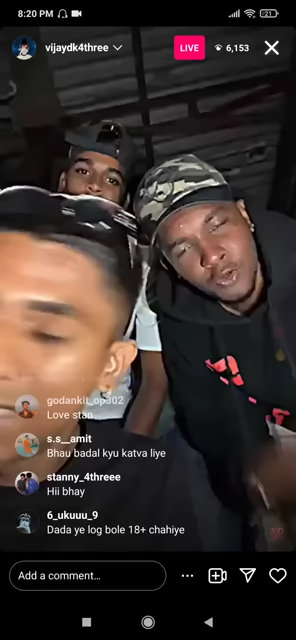 8:20 PM
21
vijaydk4three
LIVE
6,153
godankit_op302
Love stan
s.s__amit
Bhau badal kyu katva liye
stanny_4threee
Hii bhay
6_ukuuu_9
Dada ye log bole 18+ chahiye
Add a comment...